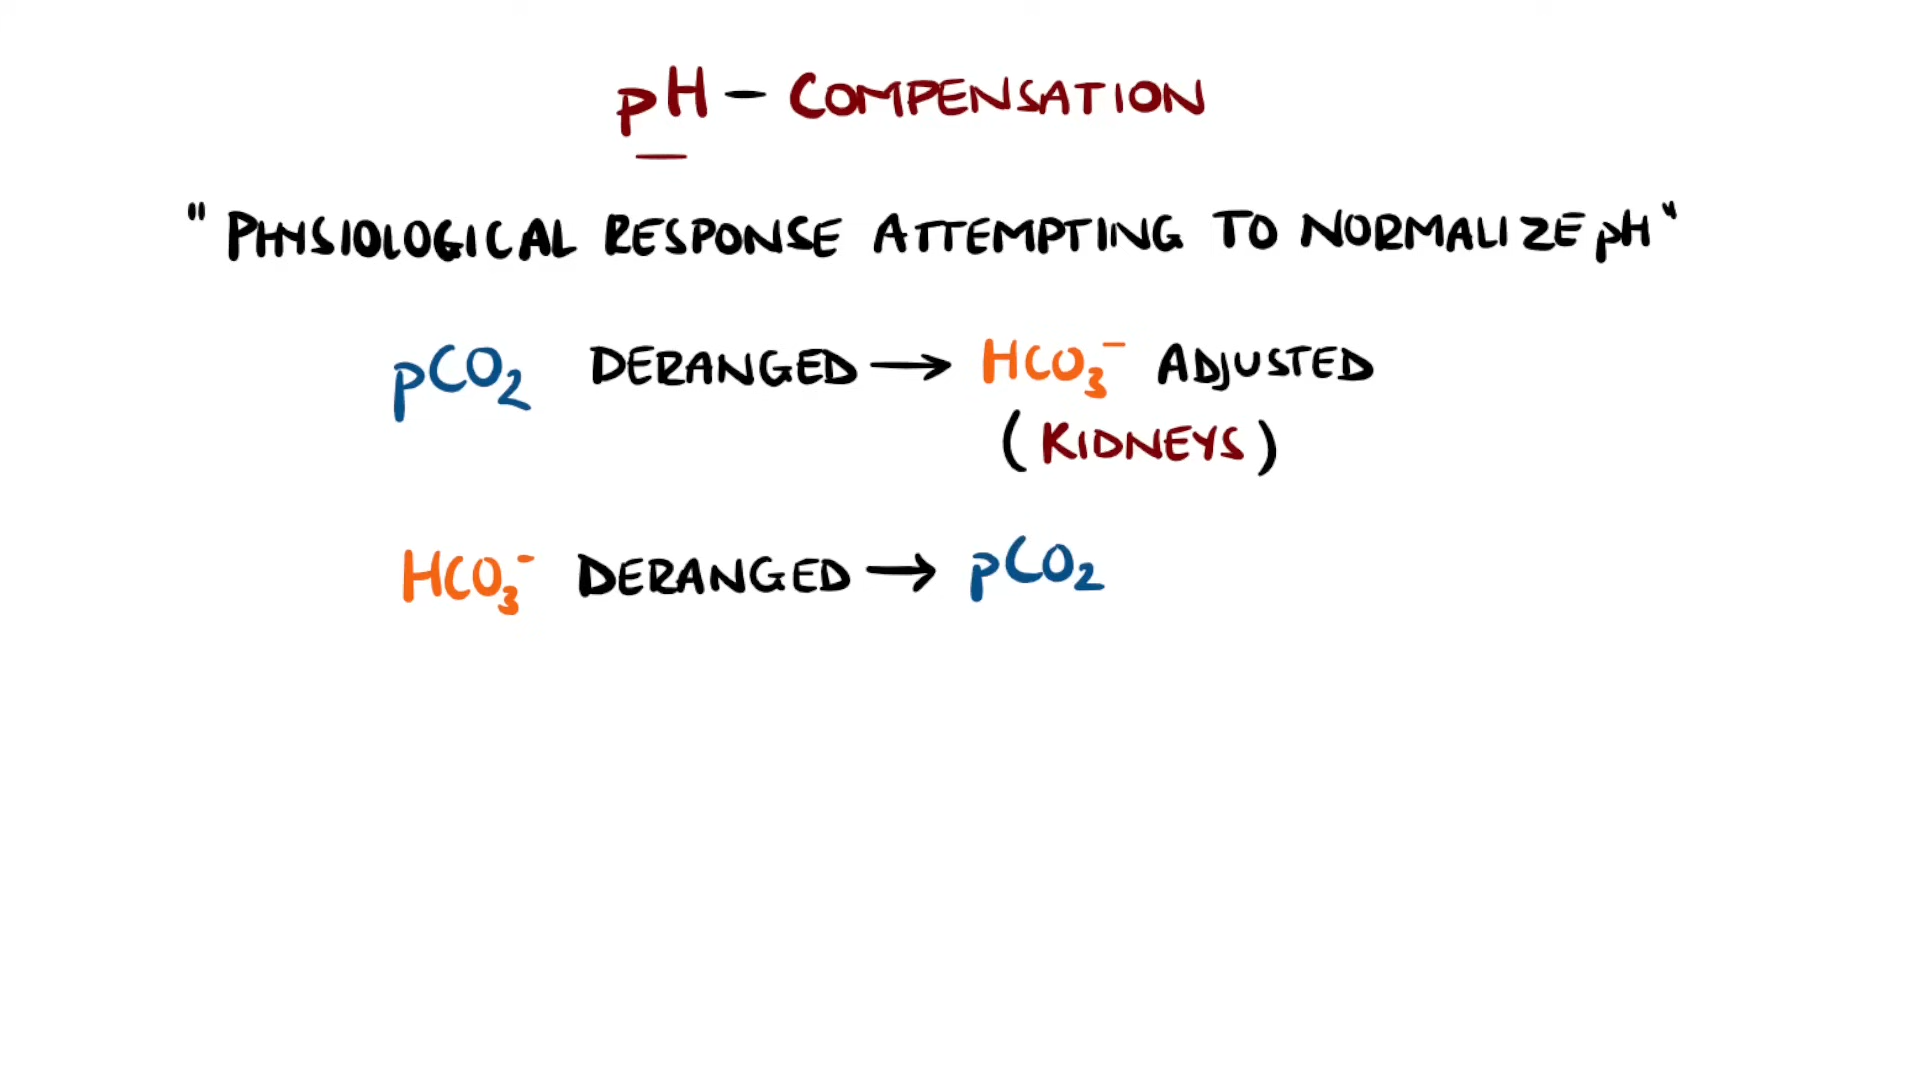 pH – COMPENSATION
"PHYSIOLOGICAL RESPONSE ATTEMPTING TO NORMALIZE pH"
pCO₂ DERANGED → HCO₃⁻ ADJUSTED
(KIDNEYS)
HCO₃⁻ DERANGED → pCO₂